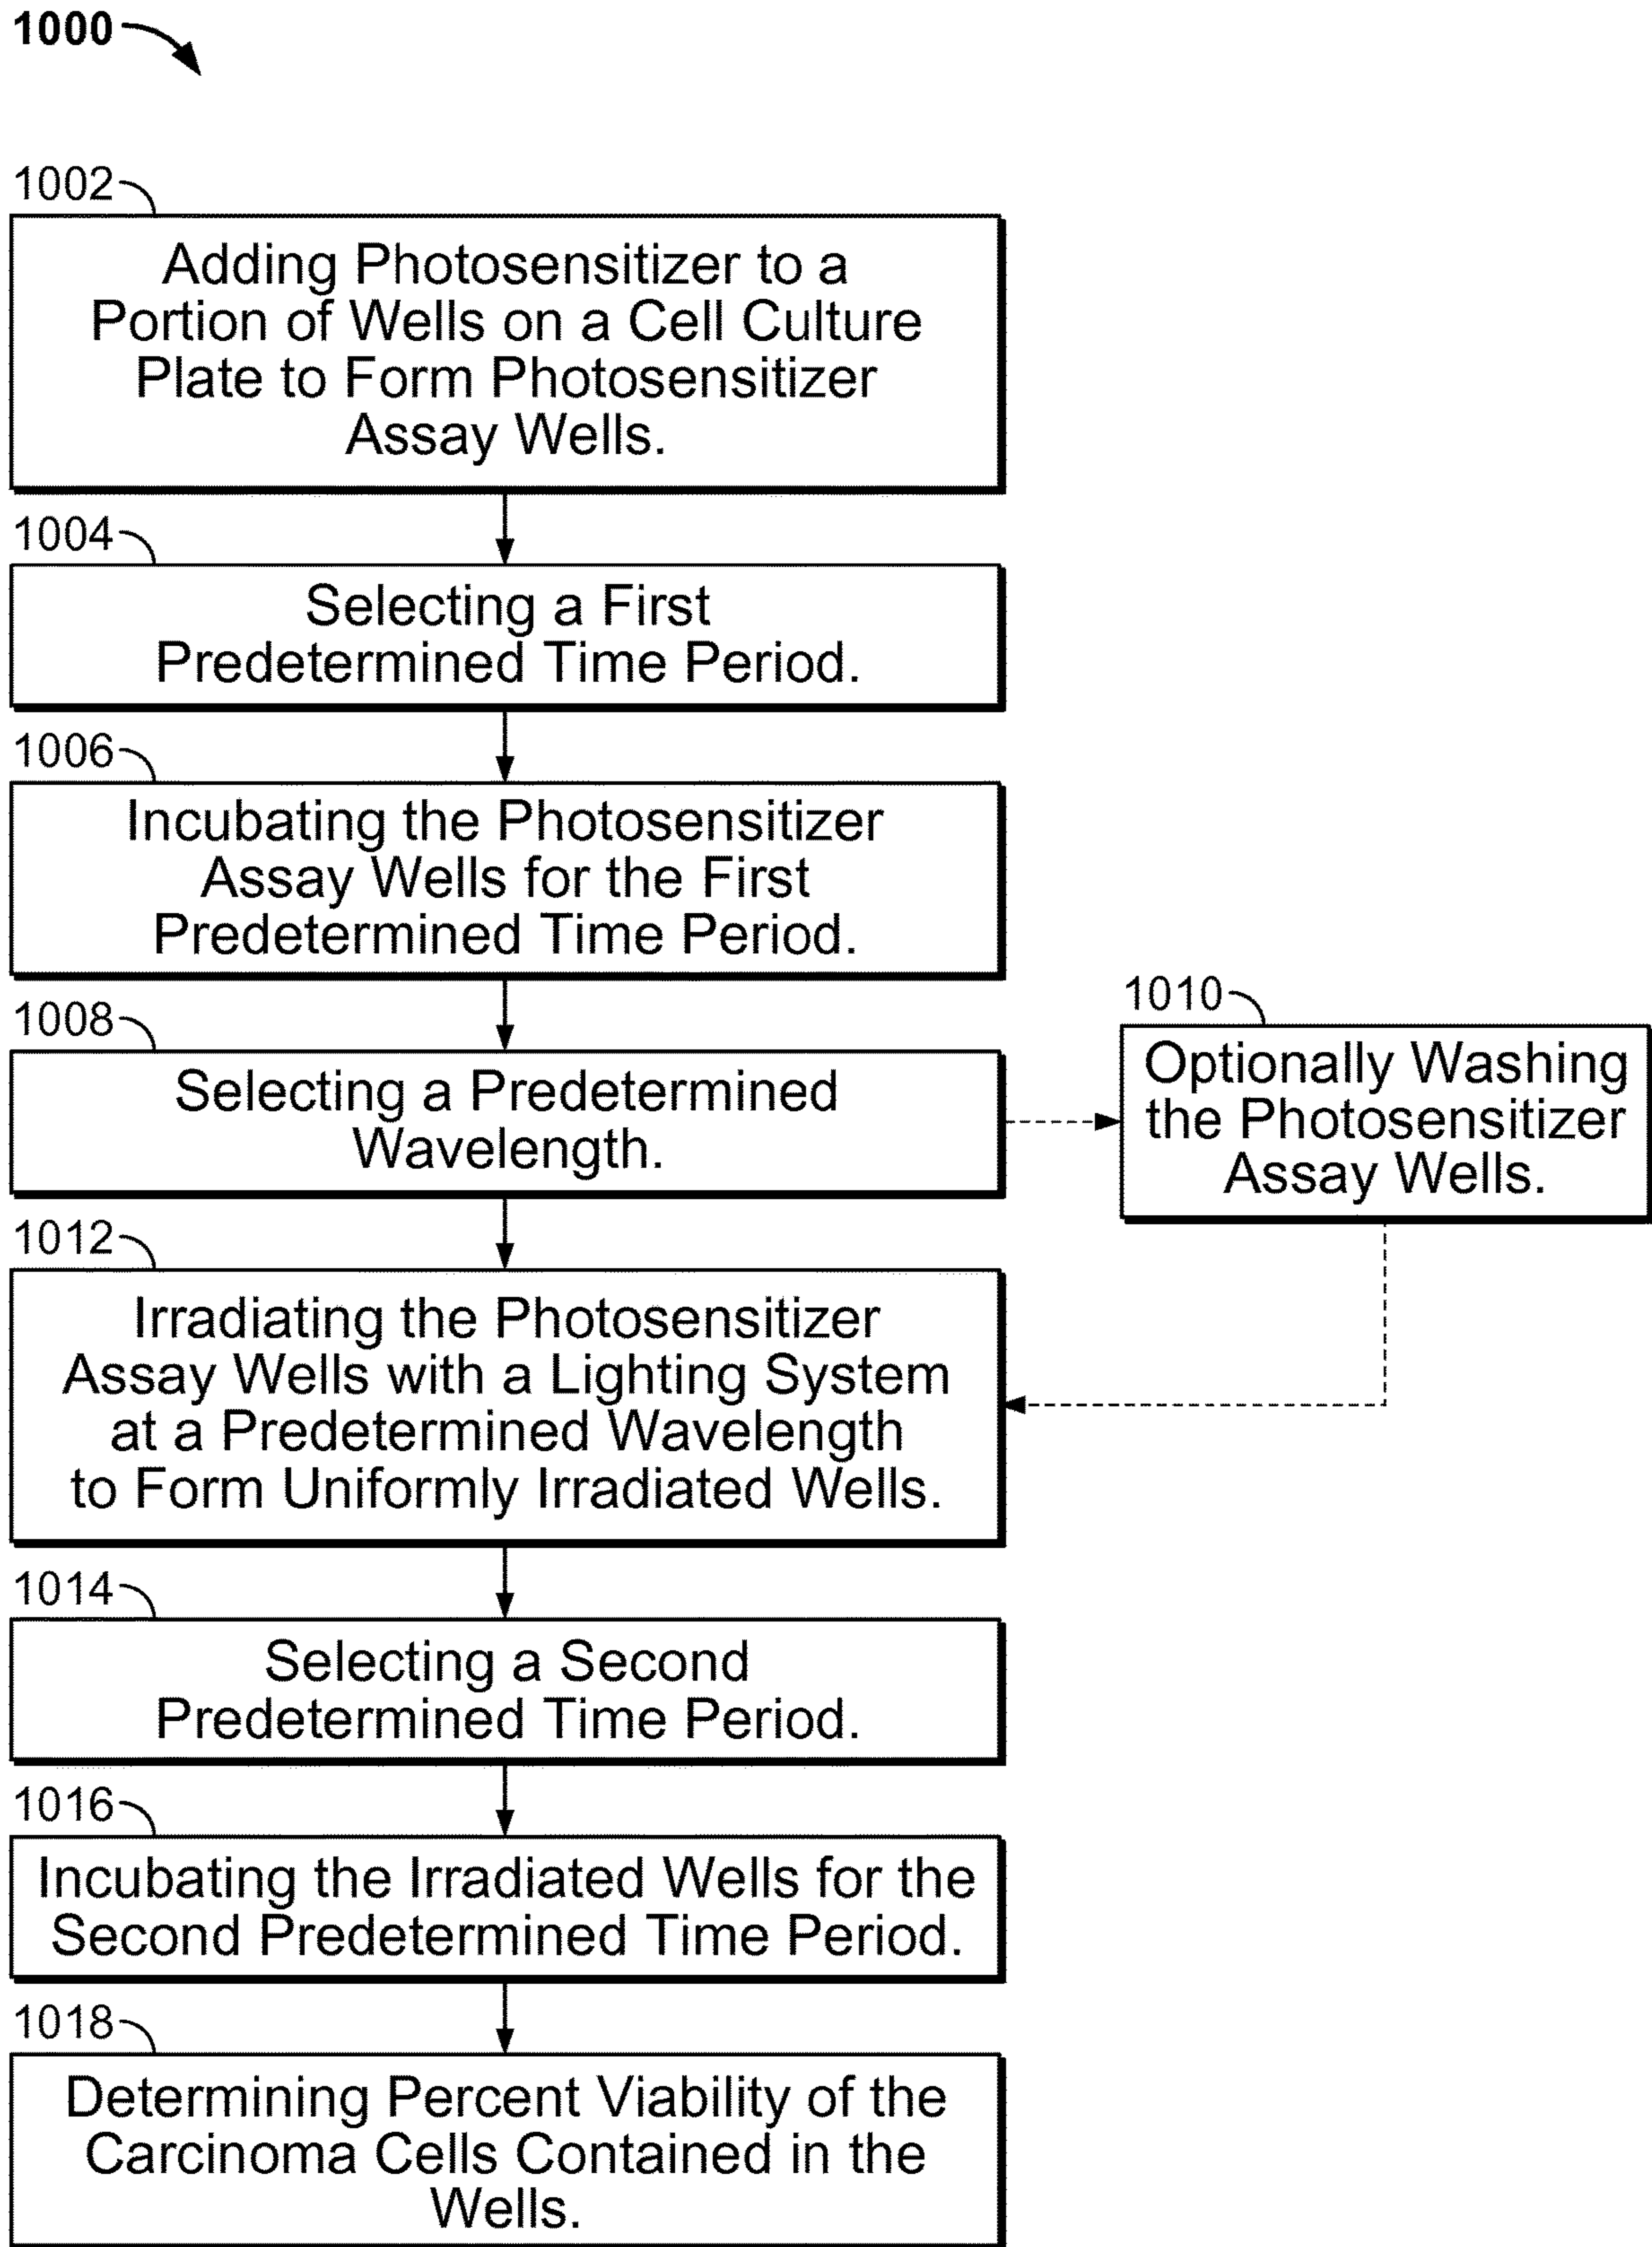 1000
1002
Adding Photosensitizer to a
Portion of Wells on a Cell Culture
Plate to Form Photosensitizer
Assay Wells.
1004
Selecting a First
Predetermined Time Period.
1006
Incubating the Photosensitizer
Assay Wells for the First
Predetermined Time Period.
1008
Selecting a Predetermined
Wavelength.
1010
Optionally Washing
the Photosensitizer
Assay Wells.
1012
Irradiating the Photosensitizer
Assay Wells with a Lighting System
at a Predetermined Wavelength
to Form Uniformly Irradiated Wells.
1014
Selecting a Second
Predetermined Time Period.
1016
Incubating the Irradiated Wells for the
Second Predetermined Time Period.
1018
Determining Percent Viability of the
Carcinoma Cells Contained in the
Wells.